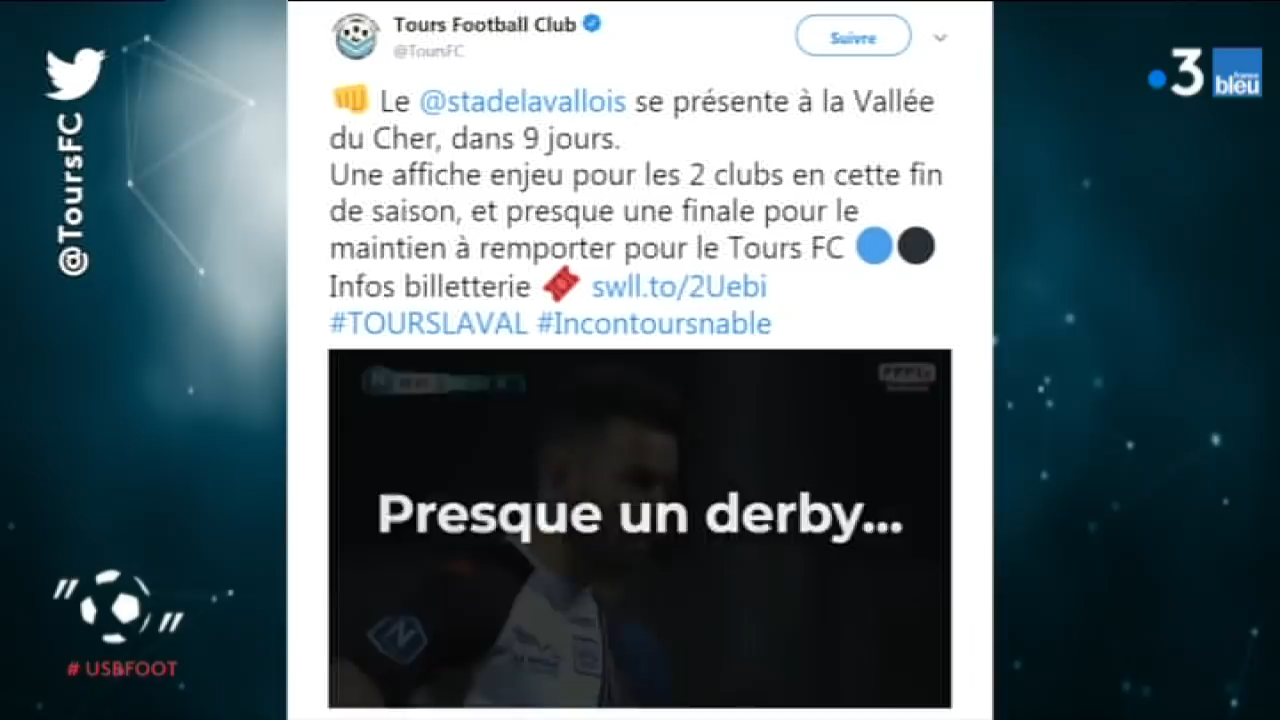 Tours Football Club
@ToursFC
Suivre
Le @stadelavallois se présente à la Vallée
du Cher, dans 9 jours.
Une affiche enjeu pour les 2 clubs en cette fin
de saison, et presque une finale pour le
maintien à remporter pour le Tours FC
Infos billetterie swll.to/2Uebi
#TOURSLAVAL #Incontoursnable
Presque un derby...
@ToursFC
# USBFOOT
3
france
bleu
N